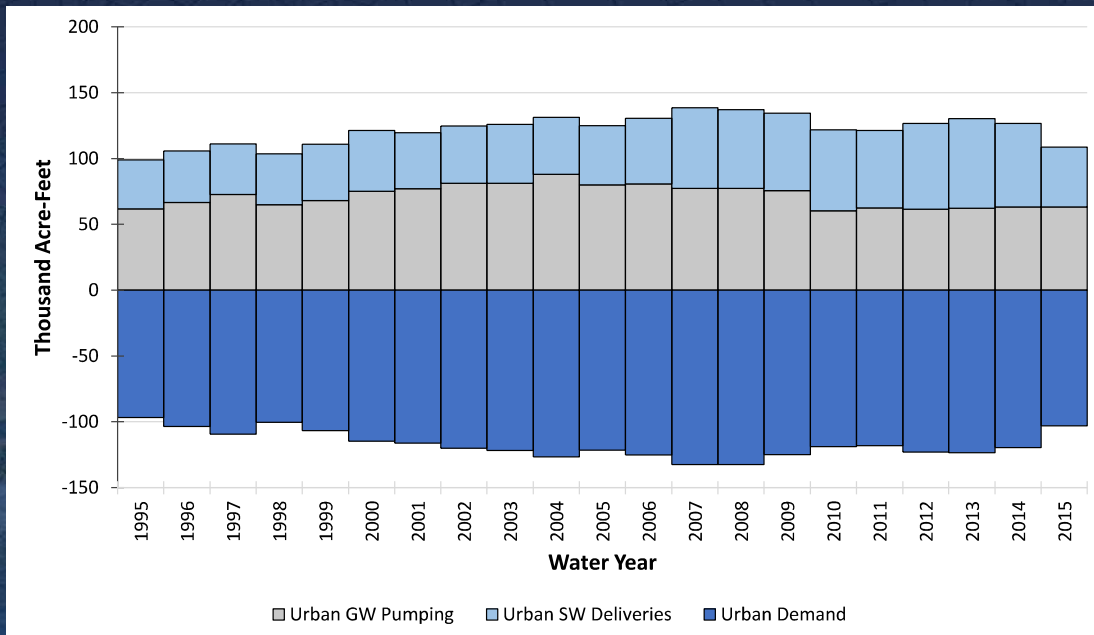 Thousand Acre-Feet
200
150
100
50
0
-50
-100
-150
1995 1996 1997 1998 1999 2000 2001 2002 2003 2004 2005 2006 2007 2008 2009 2010 2011 2012 2013 2014 2015
Water Year
Urban GW Pumping Urban SW Deliveries Urban Demand